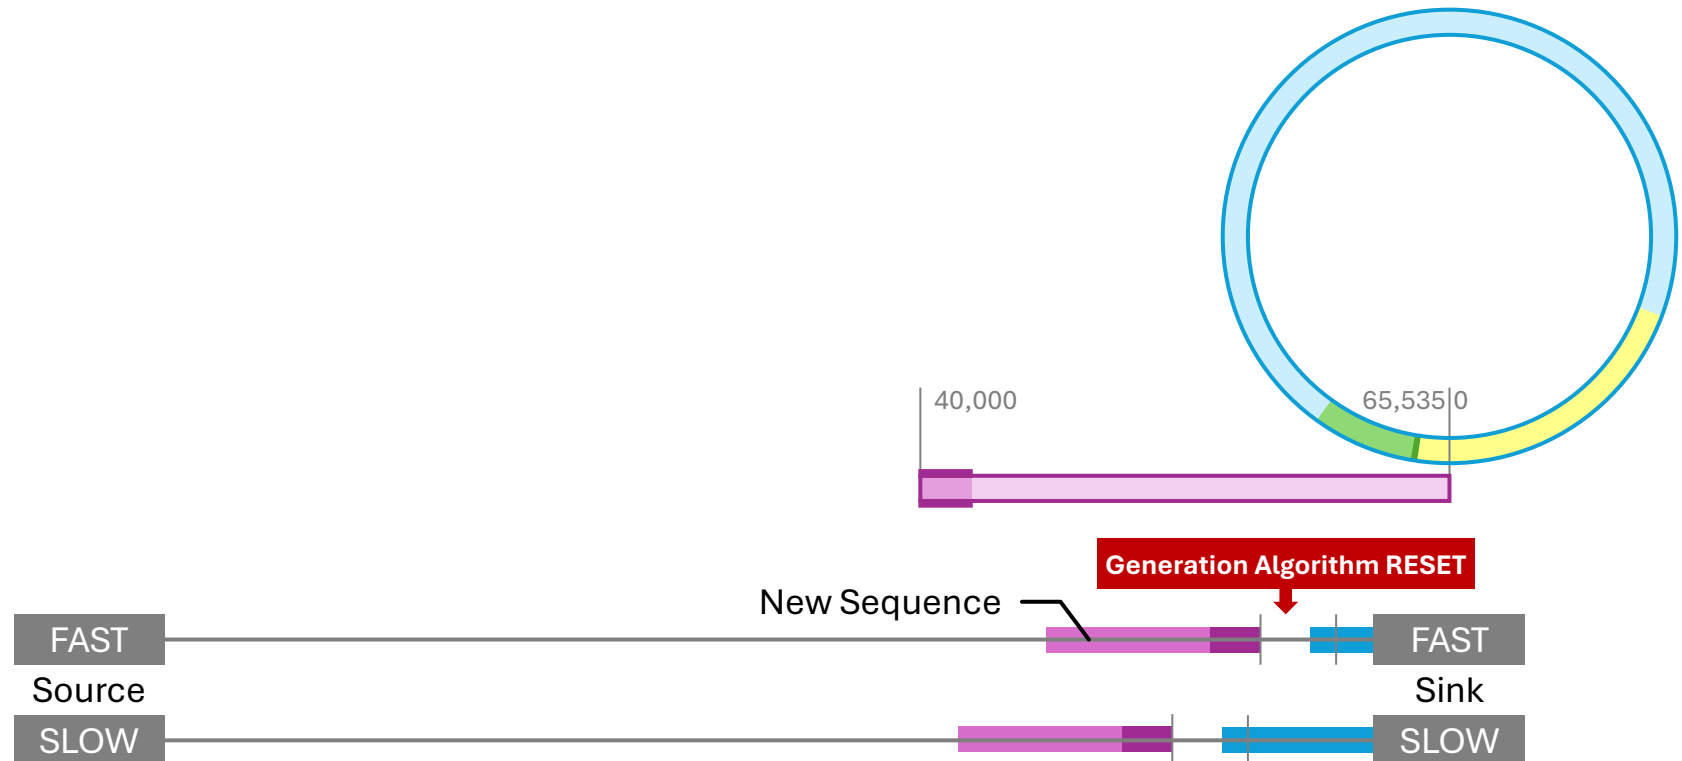 40,000
65,535 0
Generation Algorithm RESET
New Sequence
FAST
FAST
Source
Sink
SLOW
SLOW